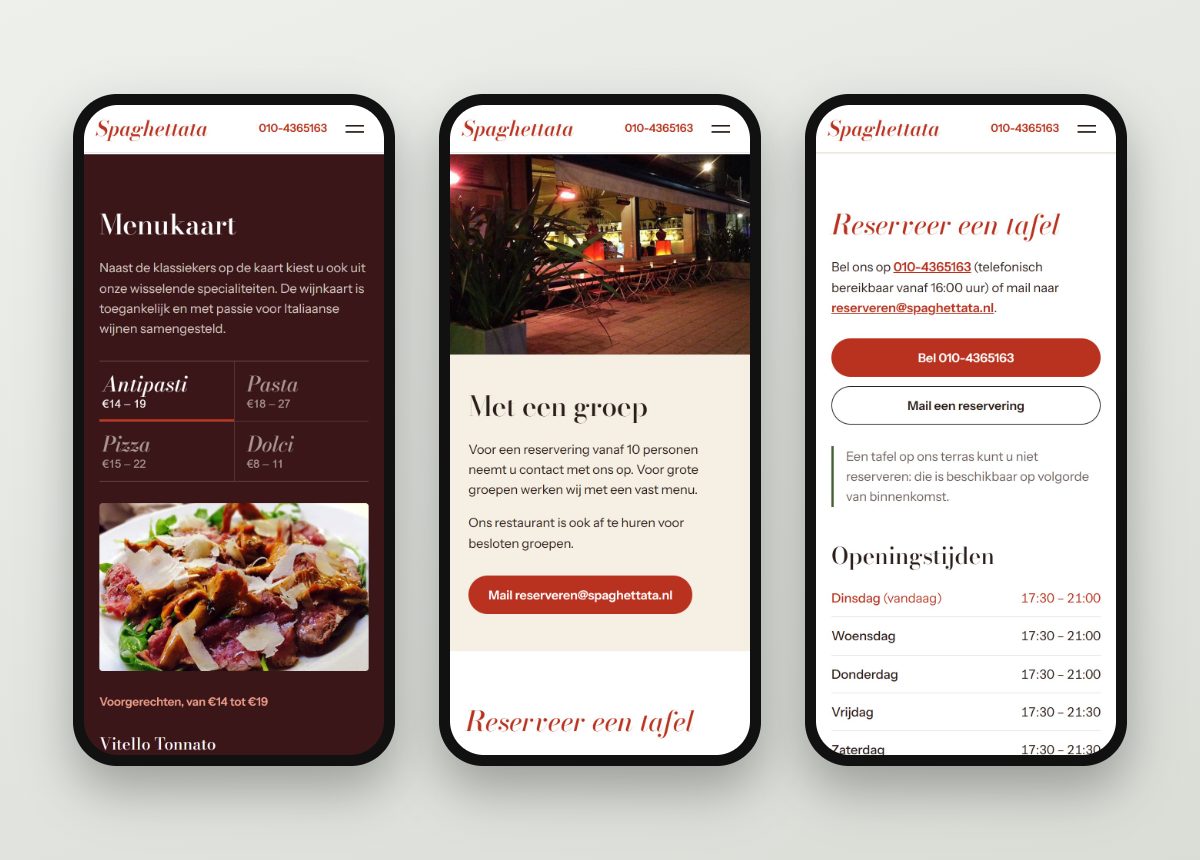 Spaghettata
010-4365163
Menukaart
Naast de klassiekers op de kaart kiest u ook uit
onze wisselende specialiteiten. De wijnkaart is
toegankelijk en met passie voor Italiaanse
wijnen samengesteld.
Antipasti
€14 – 19
Pasta
€18 – 27
Pizza
€15 – 22
Dolci
€8 – 11
Voorgerechten, van €14 tot €19
Vitello Tonnato
Spaghettata
010-4365163
Met een groep
Voor een reservering vanaf 10 personen
neemt u contact met ons op. Voor grote
groepen werken wij met een vast menu.
Ons restaurant is ook af te huren voor
besloten groepen.
Mail reserveren@spaghettata.nl
Reserveer een tafel
Spaghettata
010-4365163
Reserveer een tafel
Bel ons op 010-4365163 (telefonisch
bereikbaar vanaf 16:00 uur) of mail naar
reserveren@spaghettata.nl.
Bel 010-4365163
Mail een reservering
Een tafel op ons terras kunt u niet
reserveren: die is beschikbaar op volgorde
van binnenkomst.
Openingstijden
Dinsdag (vandaag) 17:30 – 21:00
Woensdag 17:30 – 21:00
Donderdag 17:30 – 21:00
Vrijdag 17:30 – 21:30
Zaterdag 17:30 – 21:30